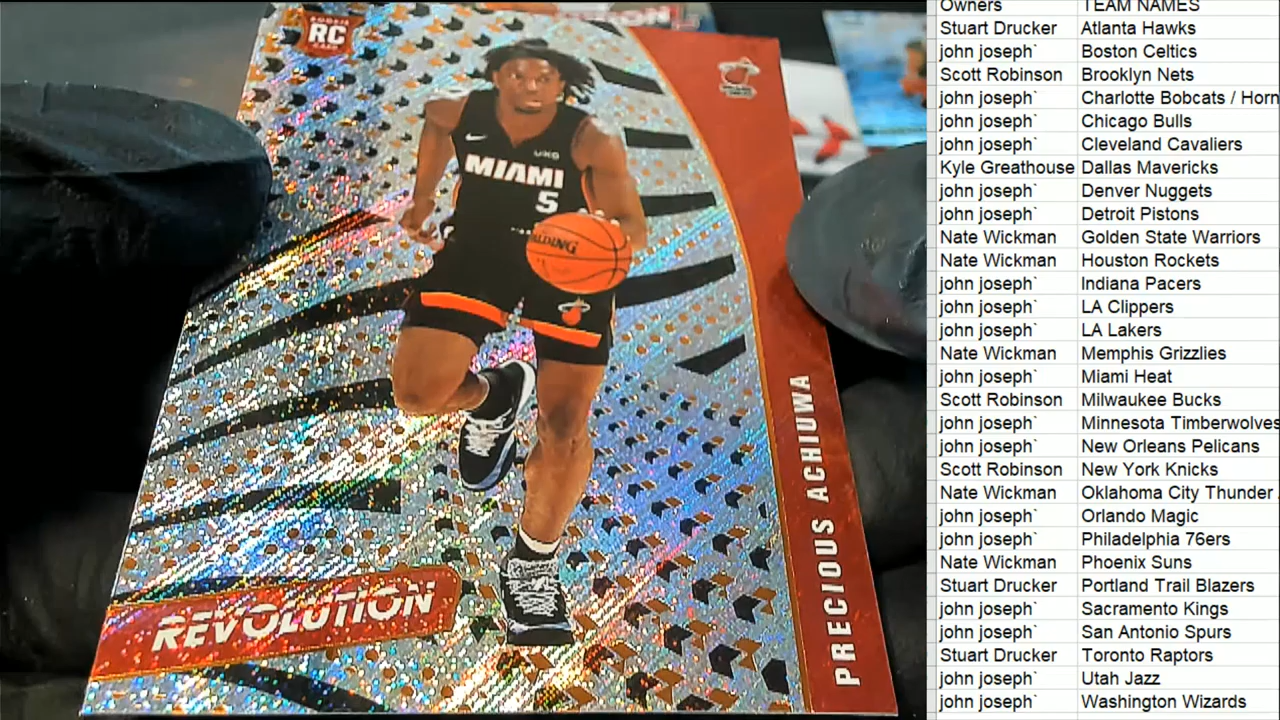 ROOKIE
RC
CARD
UKG
MIAMI
5
SPALDING
REVOLUTION
PRECIOUS ACHIUWA
Owners TEAM NAMES
Stuart Drucker Atlanta Hawks
john joseph` Boston Celtics
Scott Robinson Brooklyn Nets
john joseph` Charlotte Bobcats / Horn
john joseph` Chicago Bulls
john joseph` Cleveland Cavaliers
Kyle Greathouse Dallas Mavericks
john joseph` Denver Nuggets
john joseph` Detroit Pistons
Nate Wickman Golden State Warriors
Nate Wickman Houston Rockets
john joseph` Indiana Pacers
john joseph` LA Clippers
john joseph` LA Lakers
Nate Wickman Memphis Grizzlies
john joseph` Miami Heat
Scott Robinson Milwaukee Bucks
john joseph` Minnesota Timberwolves
john joseph` New Orleans Pelicans
Scott Robinson New York Knicks
Nate Wickman Oklahoma City Thunder
john joseph` Orlando Magic
john joseph` Philadelphia 76ers
Nate Wickman Phoenix Suns
Stuart Drucker Portland Trail Blazers
john joseph` Sacramento Kings
john joseph` San Antonio Spurs
Stuart Drucker Toronto Raptors
john joseph` Utah Jazz
john joseph` Washington Wizards